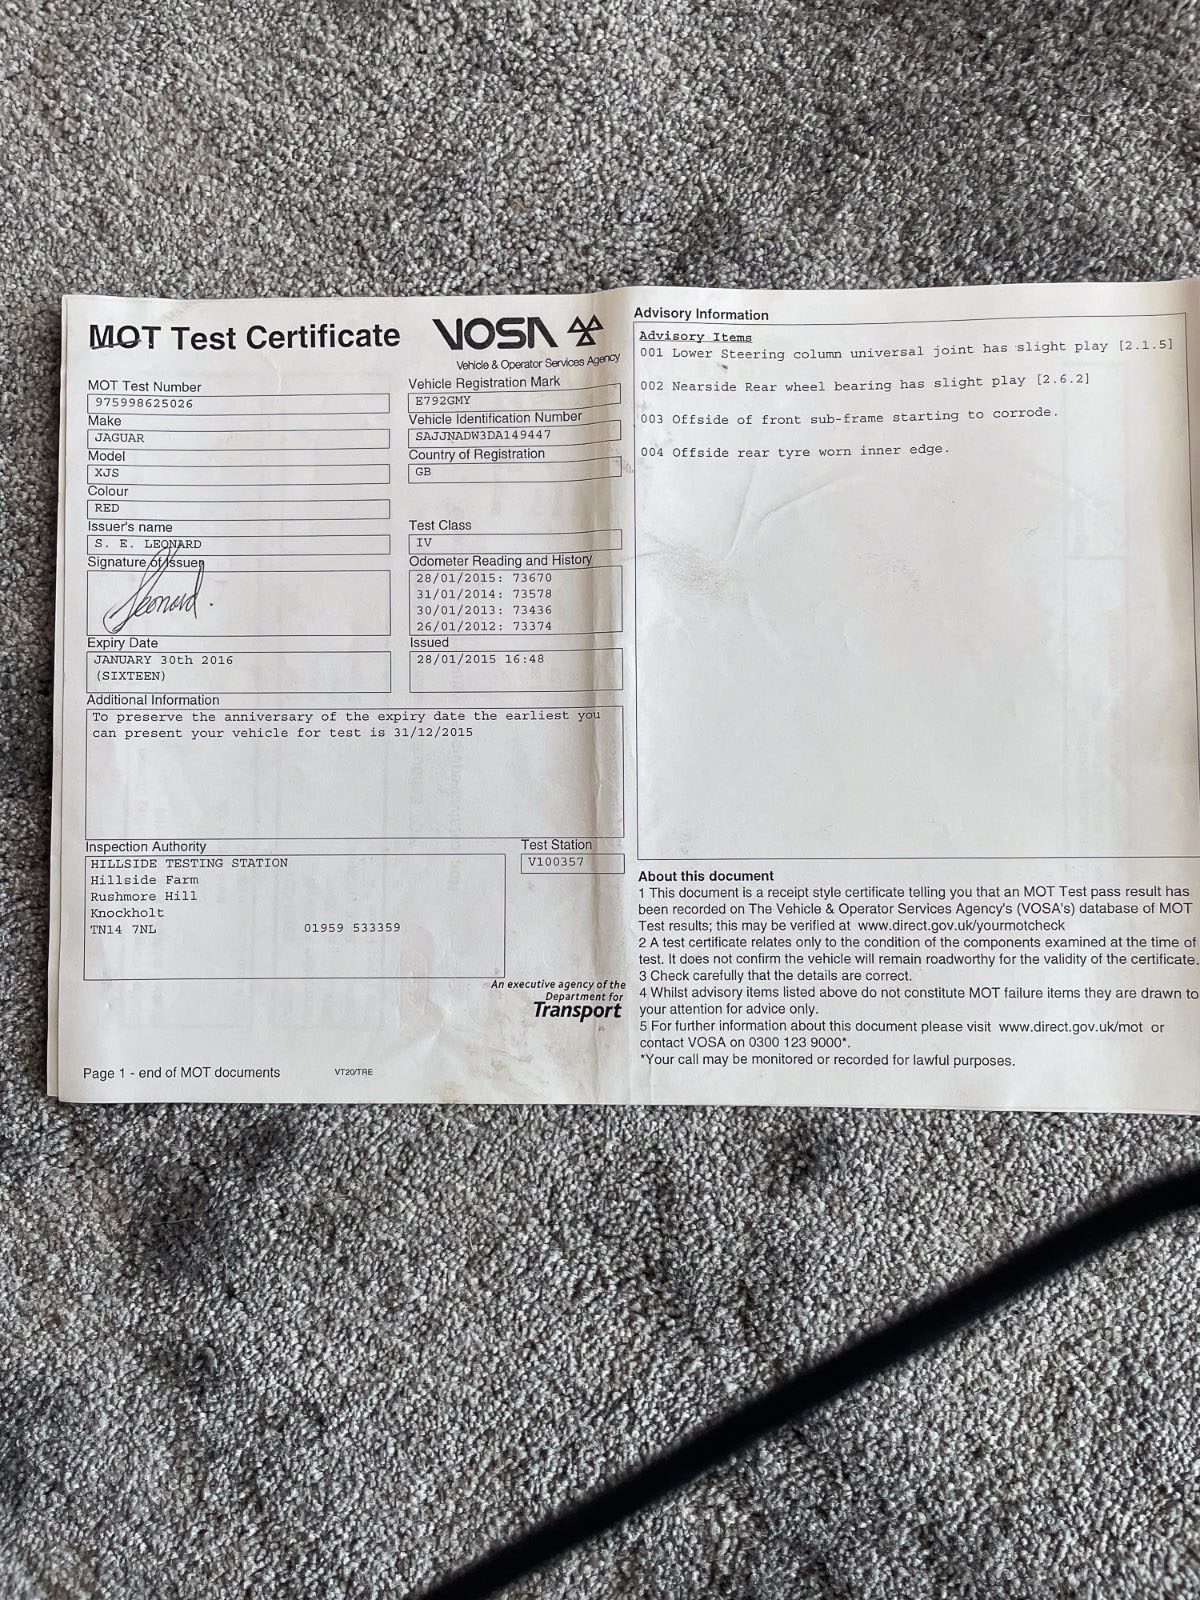 MOT Test Certificate
VOSA
Vehicle & Operator Services Agency
MOT Test Number
975998625026
Make
JAGUAR
Model
XJS
Colour
RED
Issuer's name
S. E. LEONARD
Signature of Issuer
Leonard.
Expiry Date
JANUARY 30th 2016
(SIXTEEN)
Vehicle Registration Mark
E792GMY
Vehicle Identification Number
SAJJNADW3DA149447
Country of Registration
GB
Test Class
IV
Odometer Reading and History
28/01/2015: 73670
31/01/2014: 73578
30/01/2013: 73436
26/01/2012: 73374
Issued
28/01/2015 16:48
Additional Information
To preserve the anniversary of the expiry date the earliest you
can present your vehicle for test is 31/12/2015
Inspection Authority
HILLSIDE TESTING STATION
Hillside Farm
Rushmore Hill
Knockholt
TN14 7NL 01959 533359
Test Station
V100357
An executive agency of the
Department for
Transport
Page 1 - end of MOT documents
VT20/TRE
Advisory Information
Advisory Items
001 Lower Steering column universal joint has slight play [2.1.5]
002 Nearside Rear wheel bearing has slight play [2.6.2]
003 Offside of front sub-frame starting to corrode.
004 Offside rear tyre worn inner edge.
About this document
1 This document is a receipt style certificate telling you that an MOT Test pass result has
been recorded on The Vehicle & Operator Services Agency's (VOSA's) database of MOT
Test results; this may be verified at www.direct.gov.uk/yourmotcheck
2 A test certificate relates only to the condition of the components examined at the time of
test. It does not confirm the vehicle will remain roadworthy for the validity of the certificate.
3 Check carefully that the details are correct.
4 Whilst advisory items listed above do not constitute MOT failure items they are drawn to
your attention for advice only.
5 For further information about this document please visit www.direct.gov.uk/mot or
contact VOSA on 0300 123 9000*.
*Your call may be monitored or recorded for lawful purposes.